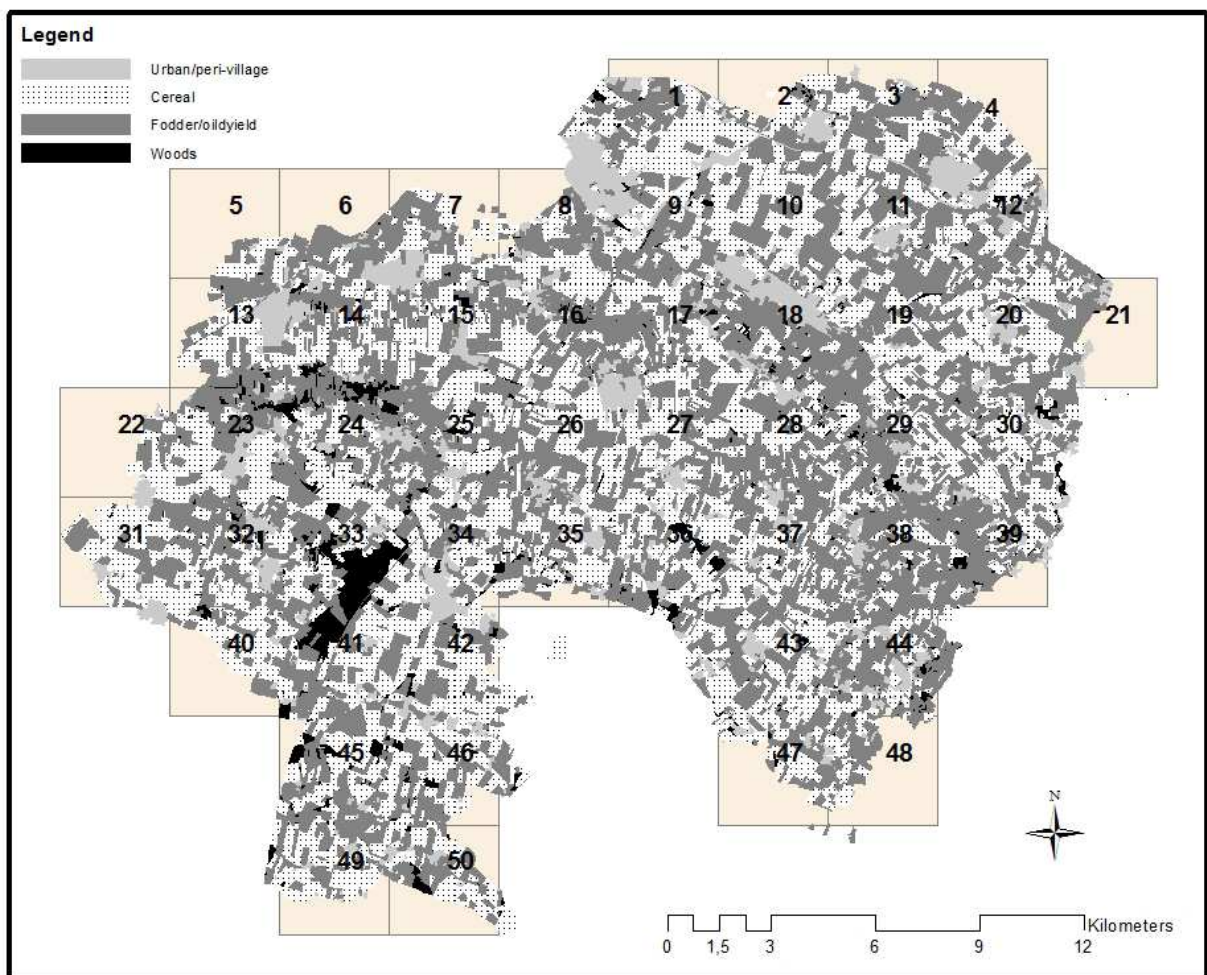 Legend
Urban/peri-village
Cereal
Fodder/oildyield
Woods
1 2 3 4
5 6 7 8 9 10 11 12
13 14 15 16 17 18 19 20 21
22 23 24 25 26 27 28 29 30
31 32 33 34 35 36 37 38 39
40 41 42 43 44
45 46 47 48
N
49 50
Kilometers
0 1,5 3 6 9 12